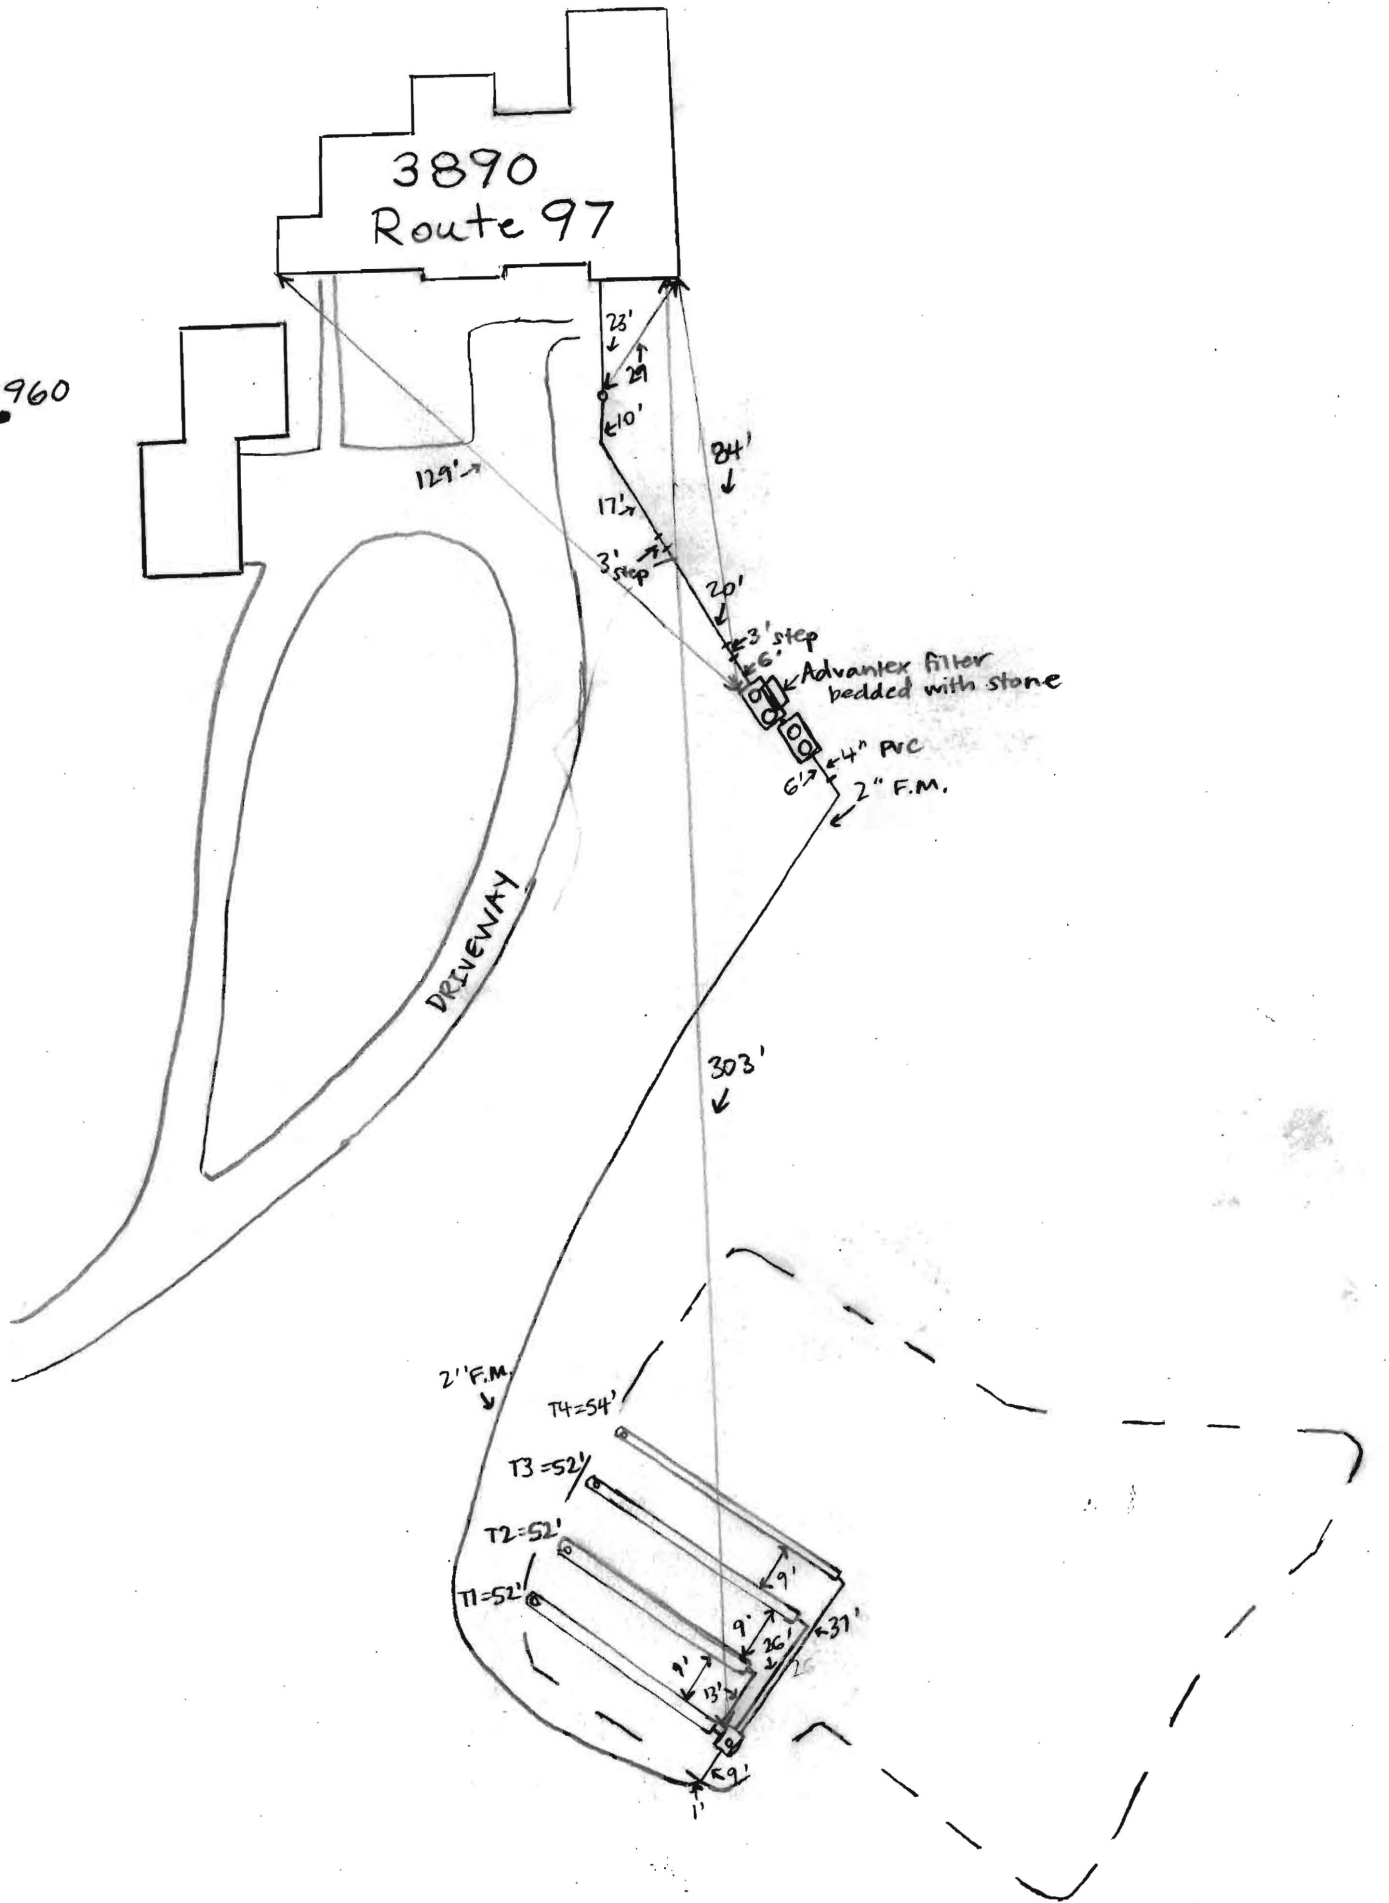 3890
Route 97
960
23'
29
10'
129'
84'
17'
3'
step
20'
3' step
6'
Advantex filter
bedded with stone
4" PVC
6'
2" F.M.
DRIVEWAY
303'
2" F.M.
T4=54'
T3=52'
T2=52'
T1=52'
9'
37'
9'
26'
26
9'
13'
9'
1'